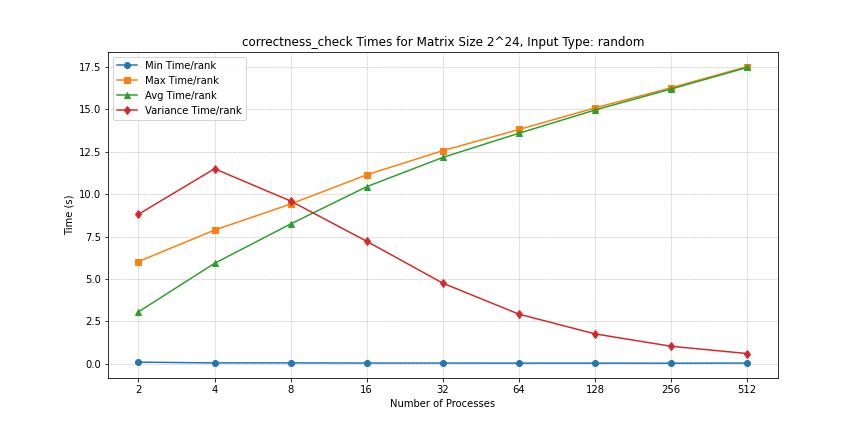 correctness_check Times for Matrix Size 2^24, Input Type: random
Min Time/rank
Max Time/rank
Avg Time/rank
Variance Time/rank
Time (s)
17.5
15.0
12.5
10.0
7.5
5.0
2.5
0.0
2 4 8 16 32 64 128 256 512
Number of Processes